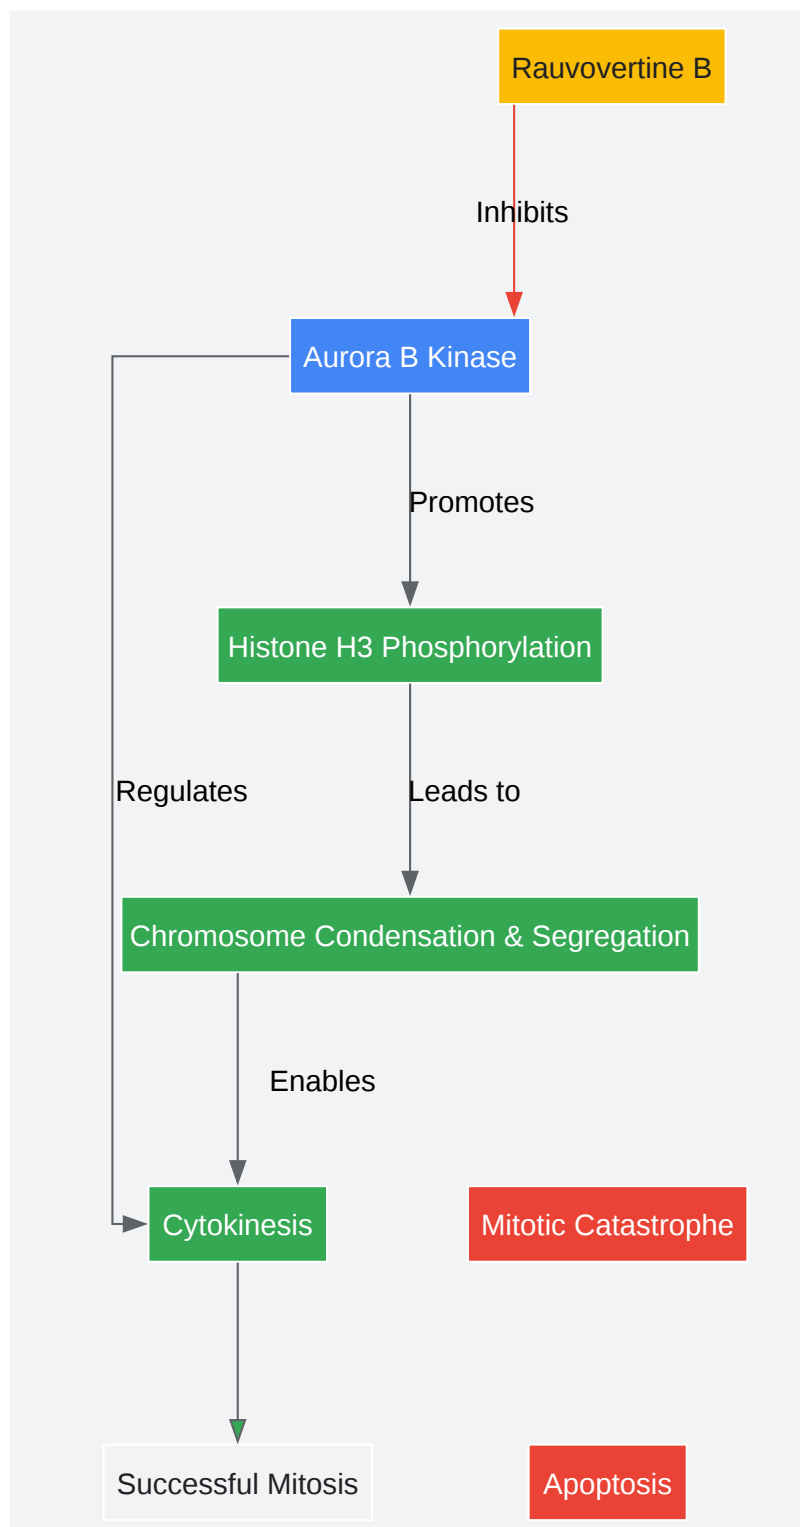 Rauvovertine B
Inhibits
Aurora B Kinase
Promotes
Histone H3 Phosphorylation
Regulates
Leads to
Chromosome Condensation & Segregation
Enables
Cytokinesis
Mitotic Catastrophe
Successful Mitosis
Apoptosis